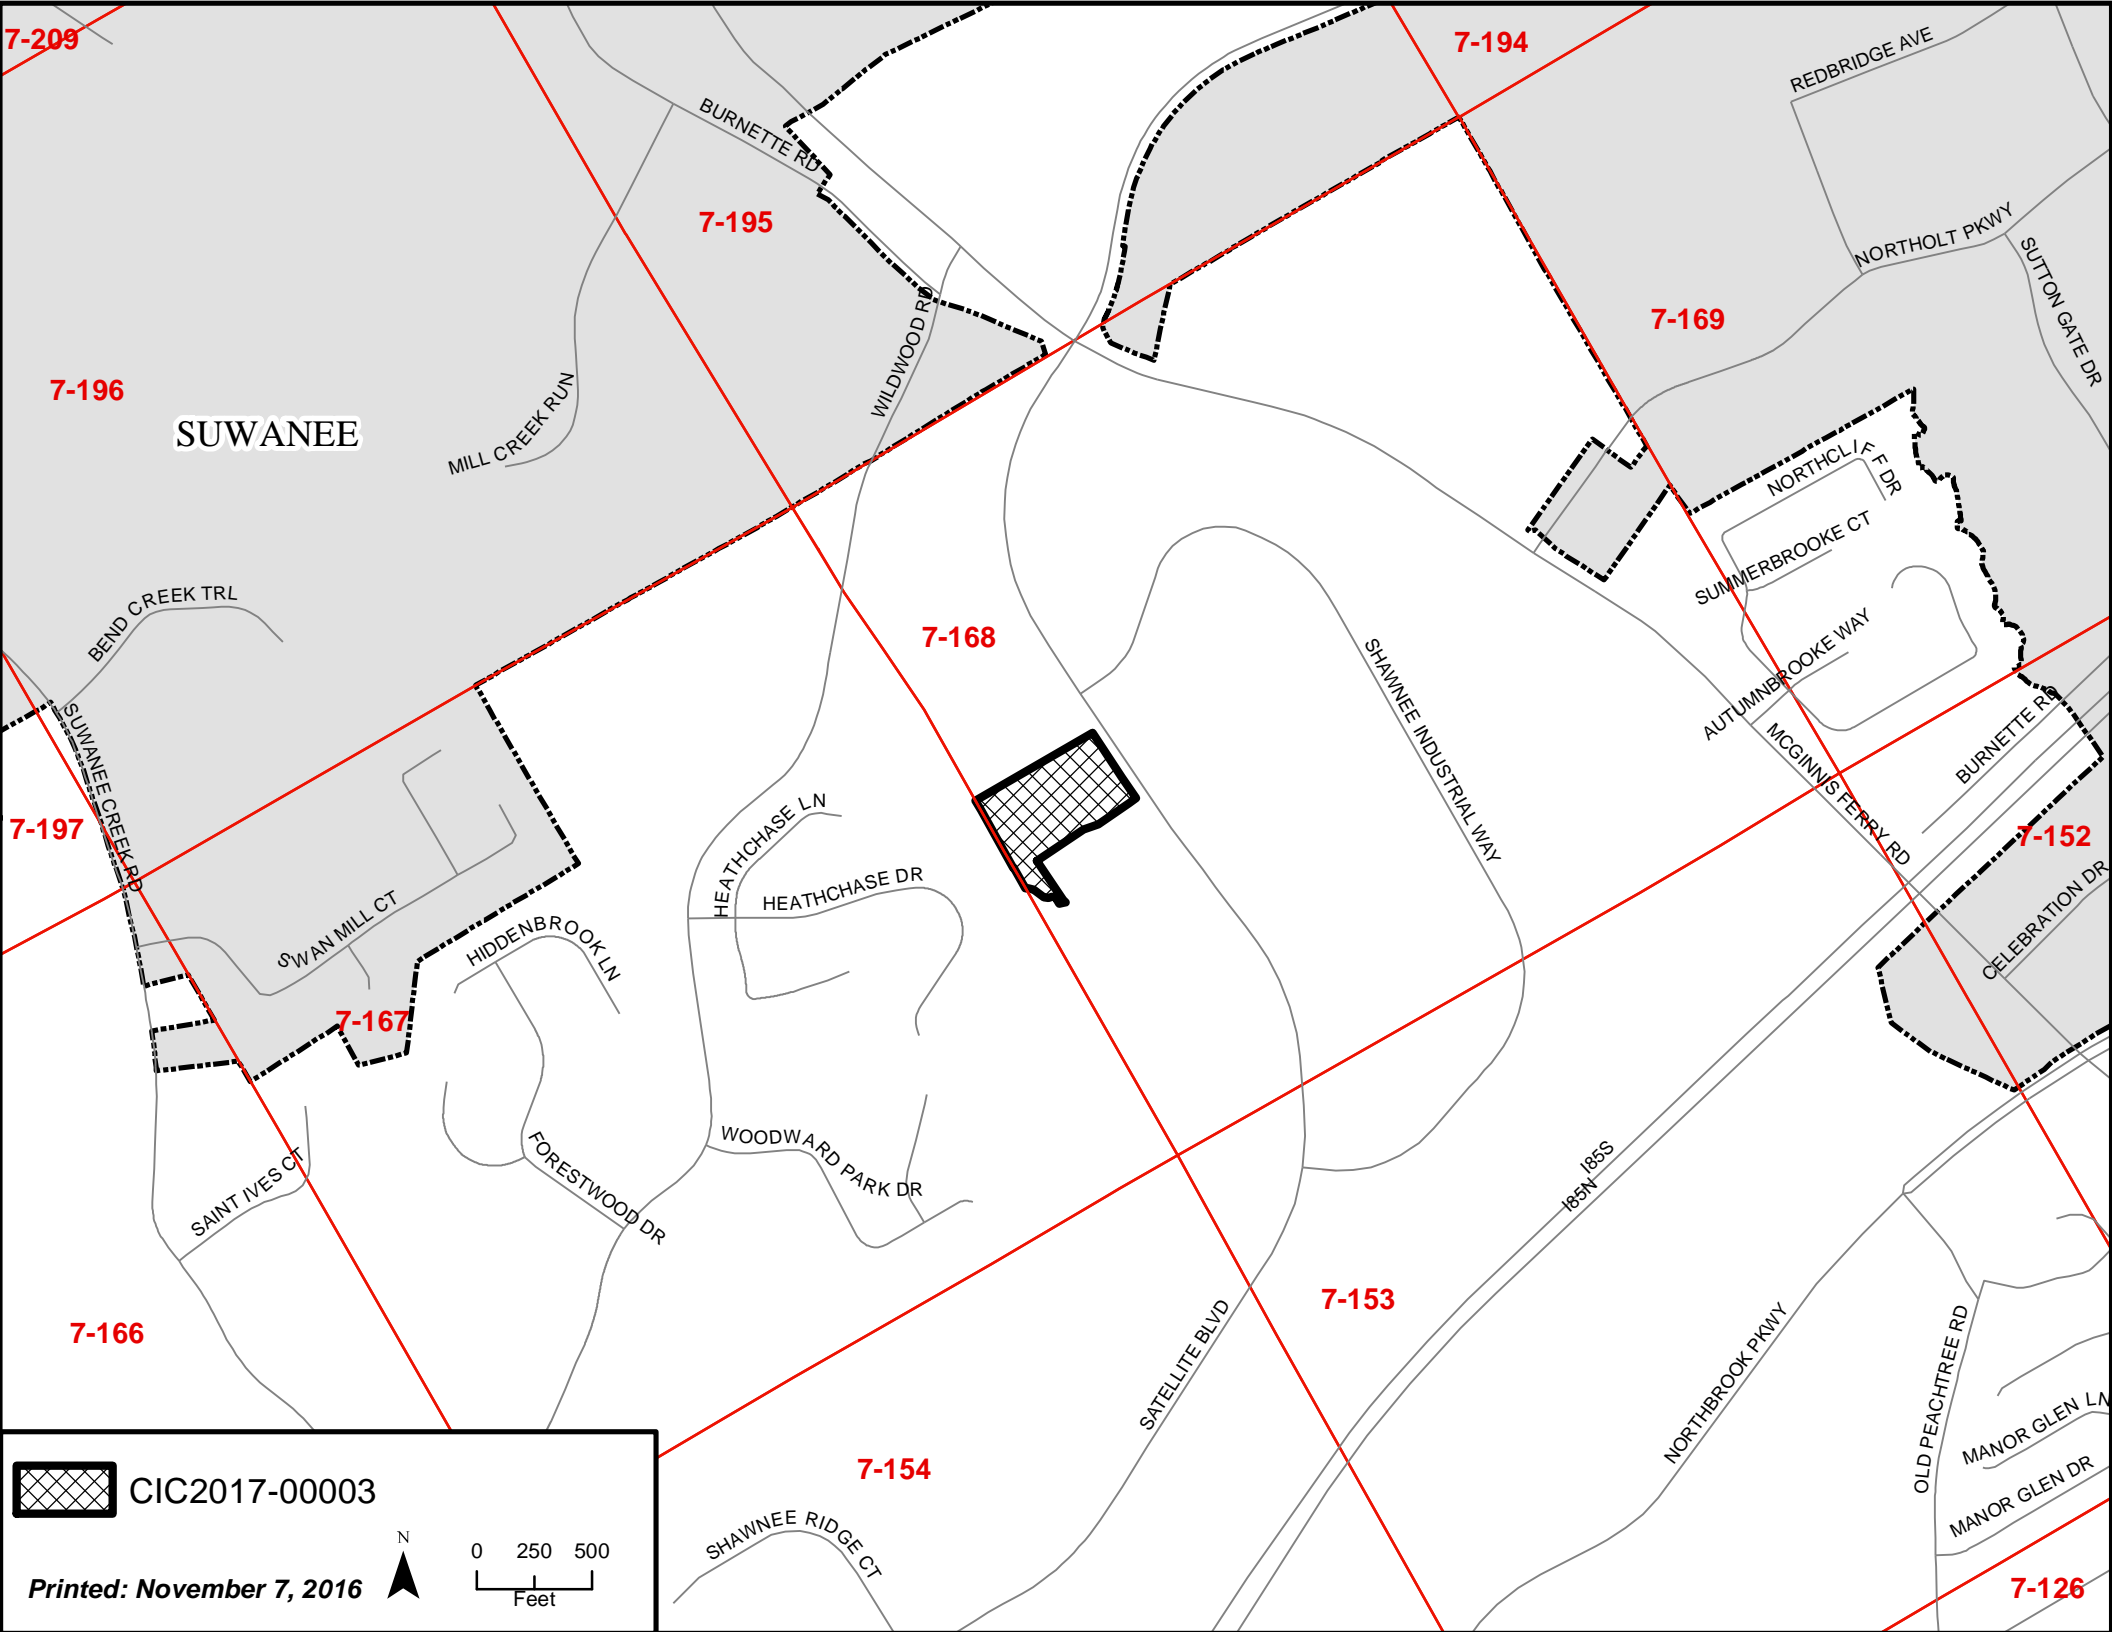 7-209
7-194
REDBRIDGE AVE
BURNETTE RD
7-195
NORTHOLT PKWY
SUTTON GATE DR
7-169
WILDWOOD RD
7-196
SUWANEE
MILL CREEK RUN
NORTHCLIFF DR
SUMMERBROOKE CT
BEND CREEK TRL
7-168
AUTUMNBROOKE WAY
SHAWNEE INDUSTRIAL WAY
SUWANEE CREEK RD
BURNETTE RD
MCGINNIS FERRY RD
7-197
HEATHCHASE LN
7-152
HEATHCHASE DR
CELEBRATION DR
SWAN MILL CT
HIDDENBROOK LN
7-167
WOODWARD PARK DR
I85S
I85N
SAINT IVES CT
FORESTWOOD DR
7-153
7-166
SATELLITE BLVD
NORTHBROOK PKWY
OLD PEACHTREE RD
MANOR GLEN LN
7-154
MANOR GLEN DR
SHAWNEE RIDGE CT
7-126
CIC2017-00003
N
0 250 500
Feet
Printed: November 7, 2016